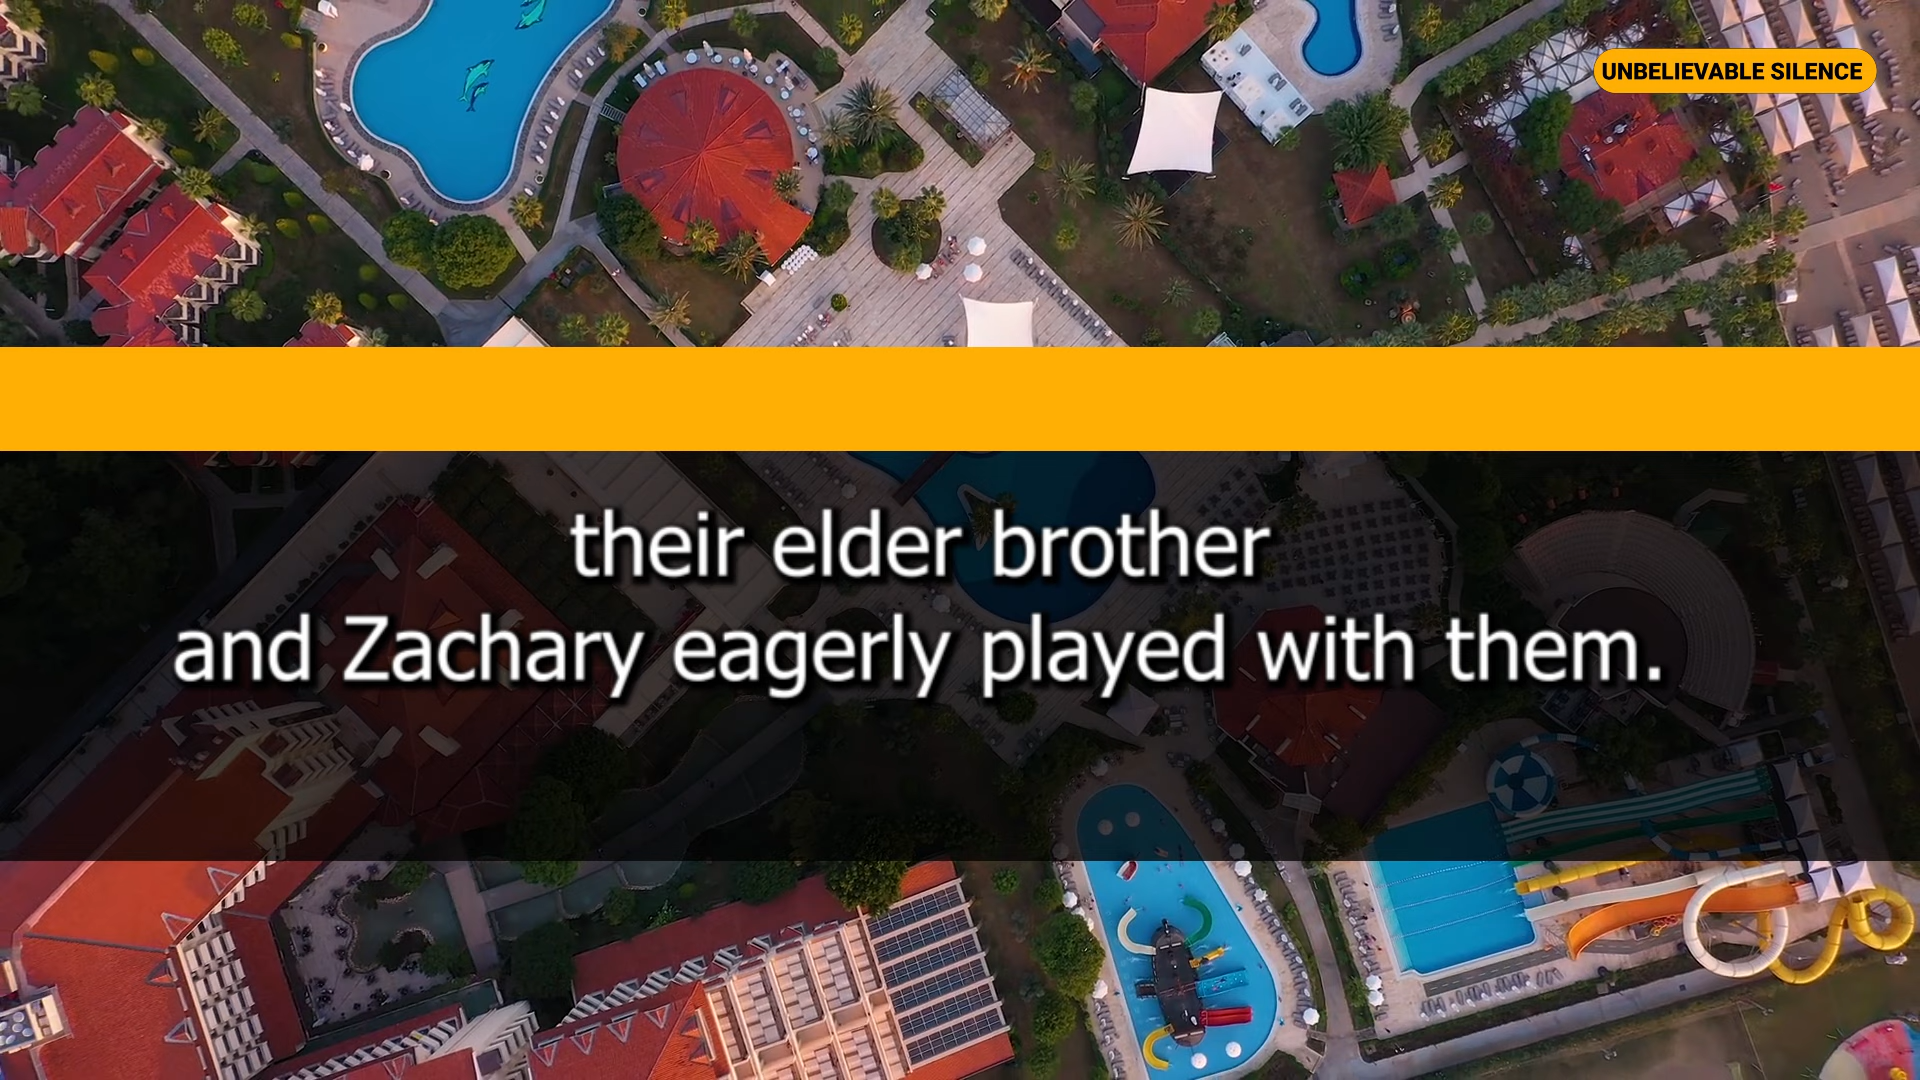 UNBELIEVABLE SILENCE
their elder brother
and Zachary eagerly played with them.